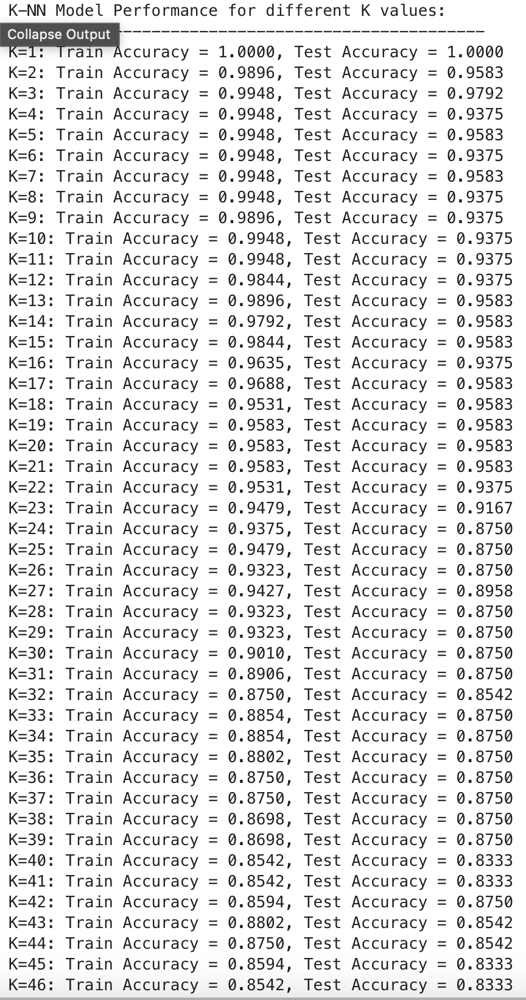 K-NN Model Performance for different K values:
Collapse Output
--------------------------------------
K=1: Train Accuracy = 1.0000, Test Accuracy = 1.0000
K=2: Train Accuracy = 0.9896, Test Accuracy = 0.9583
K=3: Train Accuracy = 0.9948, Test Accuracy = 0.9792
K=4: Train Accuracy = 0.9948, Test Accuracy = 0.9375
K=5: Train Accuracy = 0.9948, Test Accuracy = 0.9583
K=6: Train Accuracy = 0.9948, Test Accuracy = 0.9375
K=7: Train Accuracy = 0.9948, Test Accuracy = 0.9583
K=8: Train Accuracy = 0.9948, Test Accuracy = 0.9375
K=9: Train Accuracy = 0.9896, Test Accuracy = 0.9375
K=10: Train Accuracy = 0.9948, Test Accuracy = 0.9375
K=11: Train Accuracy = 0.9948, Test Accuracy = 0.9375
K=12: Train Accuracy = 0.9844, Test Accuracy = 0.9375
K=13: Train Accuracy = 0.9896, Test Accuracy = 0.9583
K=14: Train Accuracy = 0.9792, Test Accuracy = 0.9583
K=15: Train Accuracy = 0.9844, Test Accuracy = 0.9583
K=16: Train Accuracy = 0.9635, Test Accuracy = 0.9375
K=17: Train Accuracy = 0.9688, Test Accuracy = 0.9583
K=18: Train Accuracy = 0.9531, Test Accuracy = 0.9583
K=19: Train Accuracy = 0.9583, Test Accuracy = 0.9583
K=20: Train Accuracy = 0.9583, Test Accuracy = 0.9583
K=21: Train Accuracy = 0.9583, Test Accuracy = 0.9583
K=22: Train Accuracy = 0.9531, Test Accuracy = 0.9375
K=23: Train Accuracy = 0.9479, Test Accuracy = 0.9167
K=24: Train Accuracy = 0.9375, Test Accuracy = 0.8750
K=25: Train Accuracy = 0.9479, Test Accuracy = 0.8750
K=26: Train Accuracy = 0.9323, Test Accuracy = 0.8750
K=27: Train Accuracy = 0.9427, Test Accuracy = 0.8958
K=28: Train Accuracy = 0.9323, Test Accuracy = 0.8750
K=29: Train Accuracy = 0.9323, Test Accuracy = 0.8750
K=30: Train Accuracy = 0.9010, Test Accuracy = 0.8750
K=31: Train Accuracy = 0.8906, Test Accuracy = 0.8750
K=32: Train Accuracy = 0.8750, Test Accuracy = 0.8542
K=33: Train Accuracy = 0.8854, Test Accuracy = 0.8750
K=34: Train Accuracy = 0.8854, Test Accuracy = 0.8750
K=35: Train Accuracy = 0.8802, Test Accuracy = 0.8750
K=36: Train Accuracy = 0.8750, Test Accuracy = 0.8750
K=37: Train Accuracy = 0.8750, Test Accuracy = 0.8750
K=38: Train Accuracy = 0.8698, Test Accuracy = 0.8750
K=39: Train Accuracy = 0.8698, Test Accuracy = 0.8750
K=40: Train Accuracy = 0.8542, Test Accuracy = 0.8333
K=41: Train Accuracy = 0.8542, Test Accuracy = 0.8333
K=42: Train Accuracy = 0.8594, Test Accuracy = 0.8750
K=43: Train Accuracy = 0.8802, Test Accuracy = 0.8542
K=44: Train Accuracy = 0.8750, Test Accuracy = 0.8542
K=45: Train Accuracy = 0.8594, Test Accuracy = 0.8333
K=46: Train Accuracy = 0.8542, Test Accuracy = 0.8333